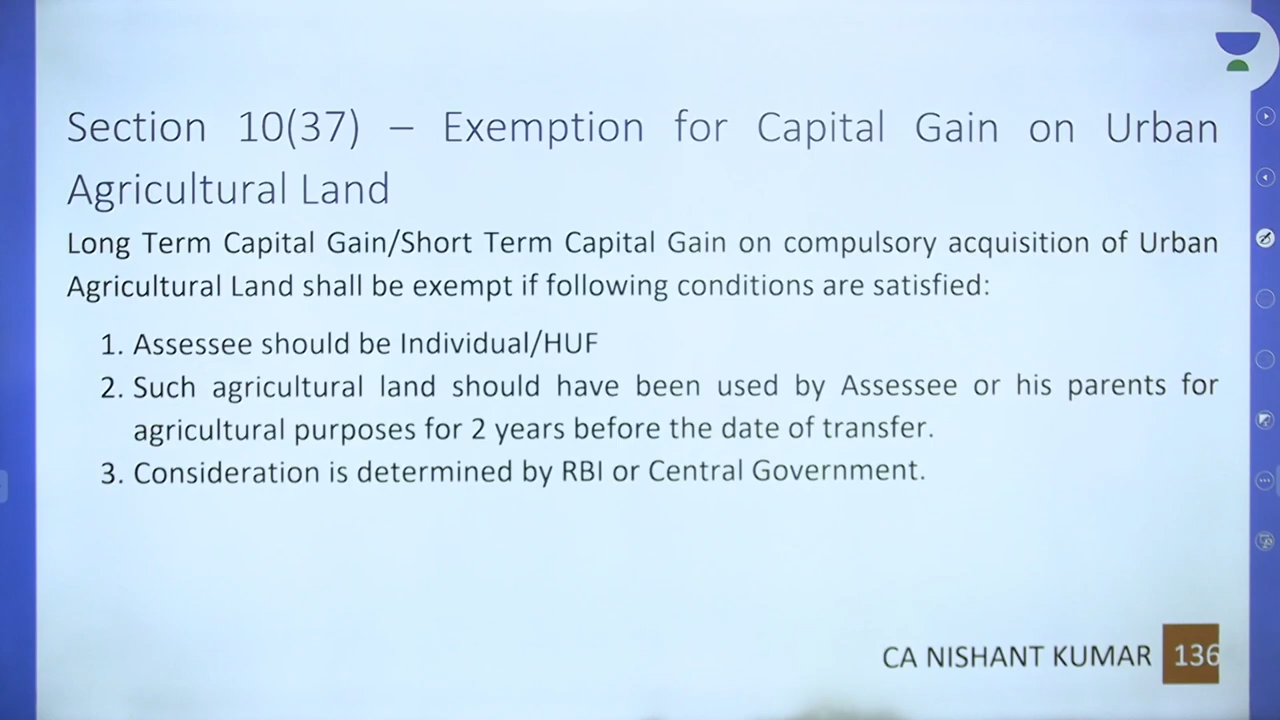 Section 10(37) – Exemption for Capital Gain on Urban
Agricultural Land
Long Term Capital Gain/Short Term Capital Gain on compulsory acquisition of Urban
Agricultural Land shall be exempt if following conditions are satisfied:
1. Assessee should be Individual/HUF
2. Such agricultural land should have been used by Assessee or his parents for
agricultural purposes for 2 years before the date of transfer.
3. Consideration is determined by RBI or Central Government.
CA NISHANT KUMAR 136